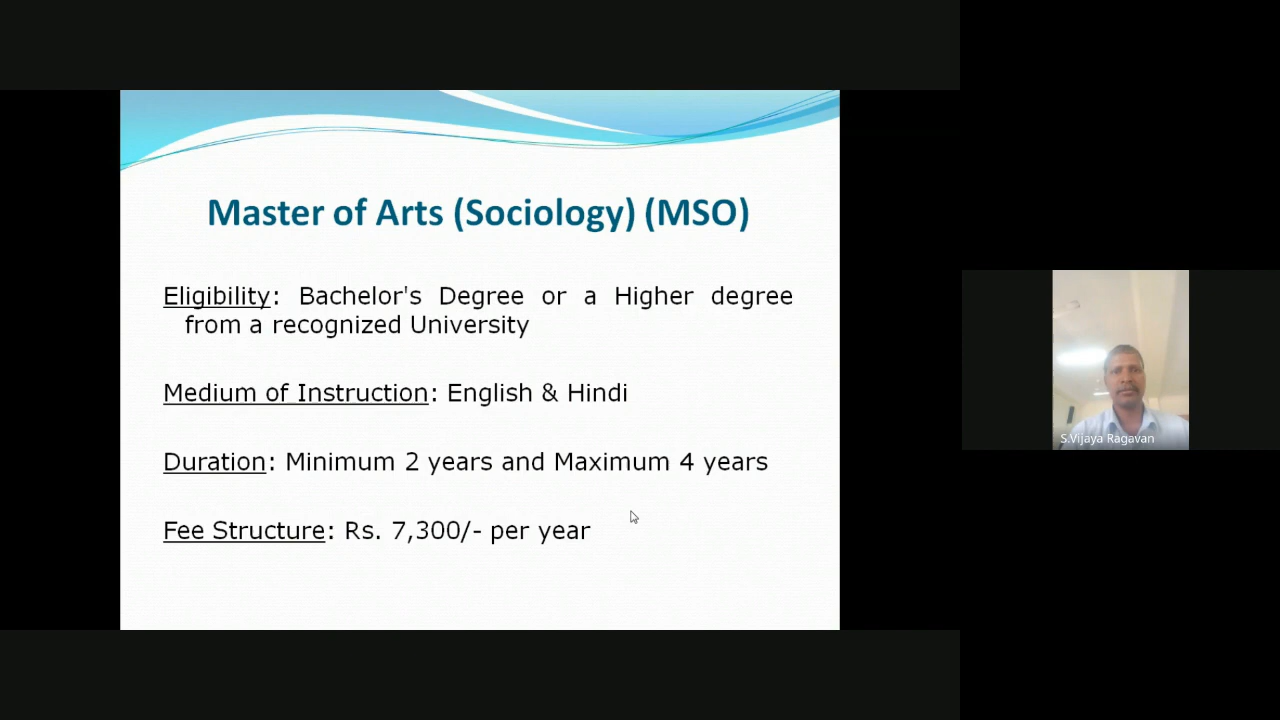 Master of Arts (Sociology) (MSO)
Eligibility: Bachelor's Degree or a Higher degree
from a recognized University
Medium of Instruction: English & Hindi
Duration: Minimum 2 years and Maximum 4 years
Fee Structure: Rs. 7,300/- per year
S.Vijaya Ragavan